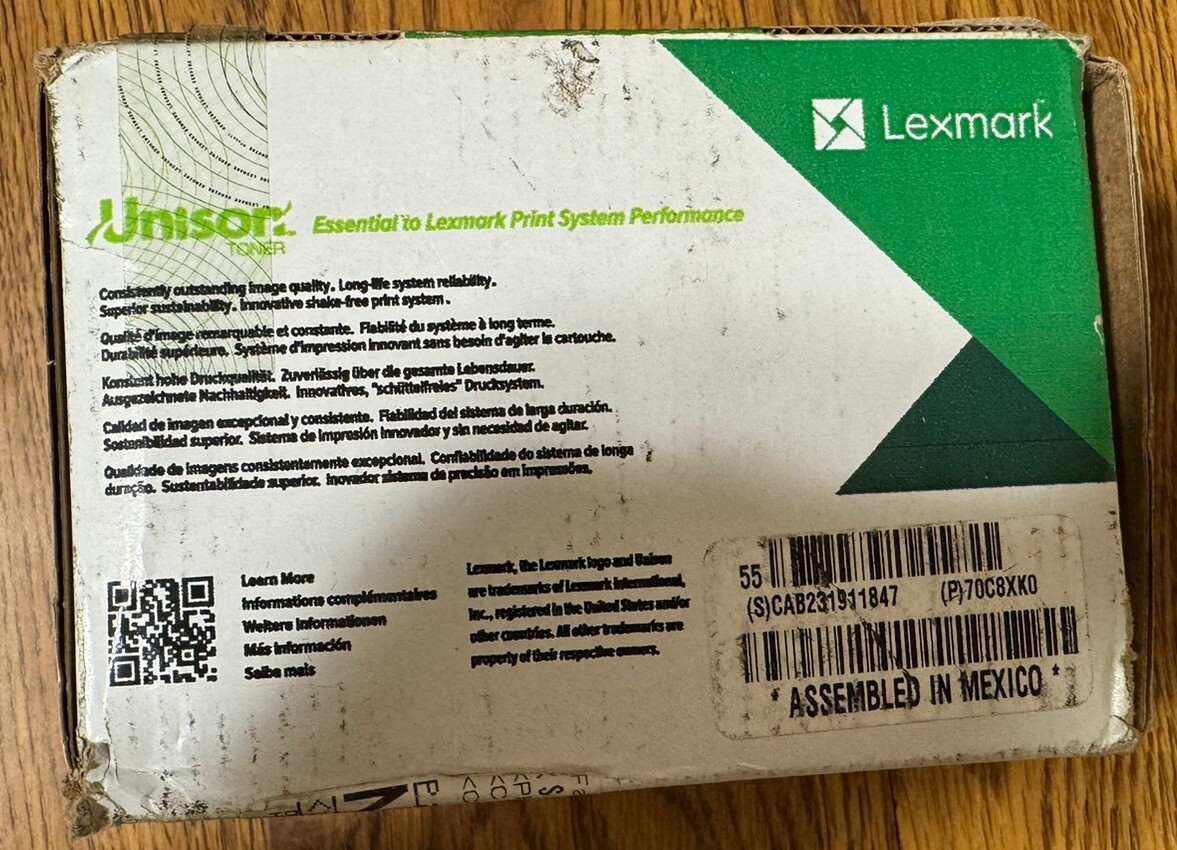 Lexmark
Unison
TONER
Essential to Lexmark Print System Performance
Consistently outstanding image quality. Long-life system reliability.
Superior sustainability. Innovative shake-free print system.
Qualité d'image remarquable et constante. Fiabilité du système à long terme.
Durabilité supérieure. Système d'impression innovant sans besoin d'agiter la cartouche.
Konstant hohe Druckqualität. Zuverlässig über die gesamte Lebensdauer.
Ausgezeichnete Nachhaltigkeit. Innovatives, "schüttelfreies" Drucksystem.
Calidad de imagen excepcional y consistente. Fiabilidad del sistema de larga duración.
Sostenibilidad superior. Sistema de impresión innovador y sin necesidad de agitar.
Qualidade de imagens consistentemente excepcional. Confiabilidade do sistema de longa
duração. Sustentabilidade superior. Inovador sistema de precisão em impressões.
Learn More
Informations complémentaires
Weitere Informationen
Más información
Saiba mais
Lexmark, the Lexmark logo and Unison
are trademarks of Lexmark International,
Inc., registered in the United States and/or
other countries. All other trademarks are
property of their respective owners.
55
(S)CAB231911847 (P)70C8XK0
* ASSEMBLED IN MEXICO *